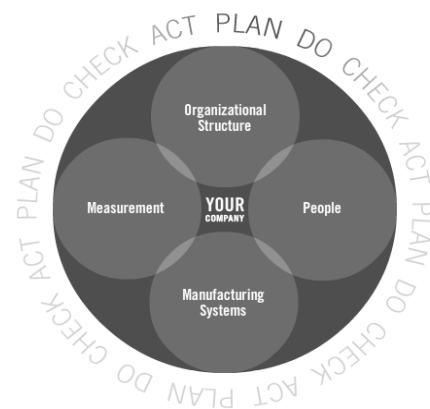 PLAN DO CHECK ACT PLAN DO CHECK ACT PLAN DO CHECK ACT PLAN DO CHECK ACT
Organizational
Structure
Measurement
YOUR
COMPANY
People
Manufacturing
Systems